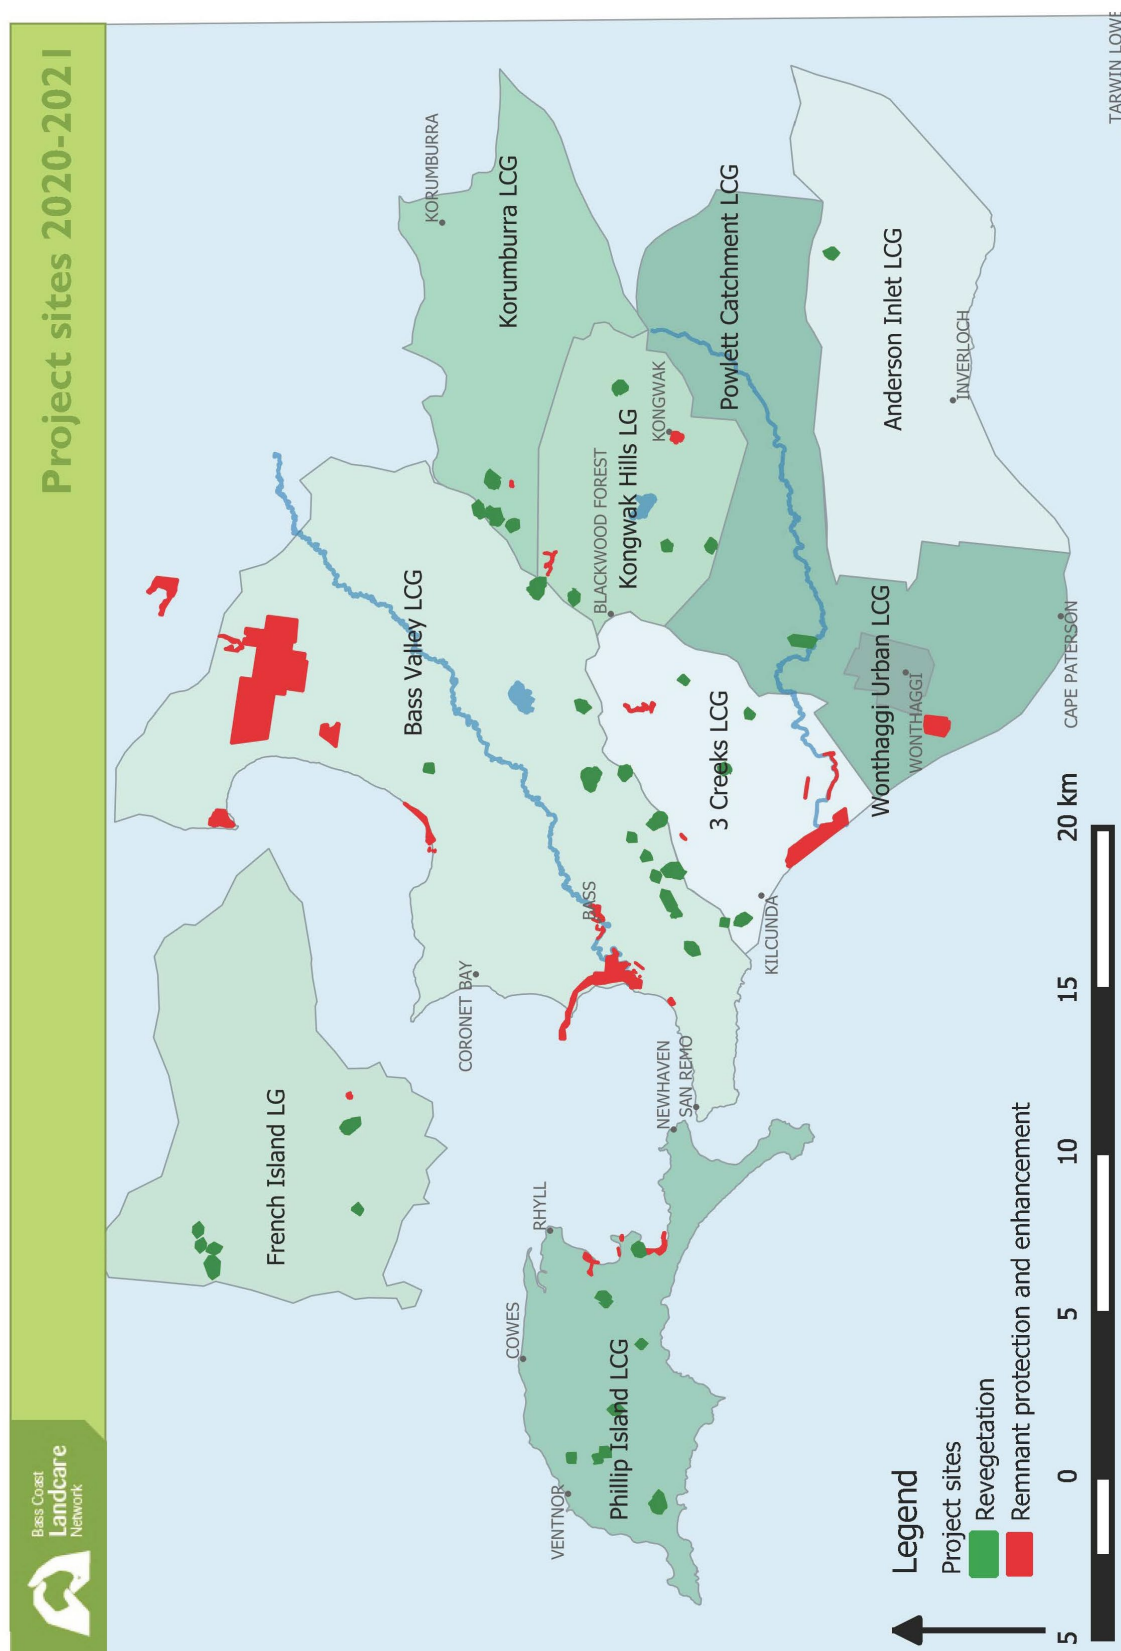 Bass Coast
Landcare
Network
Project sites 2020-2021
KORUMBURRA
Korumburra LCG
Bass Valley LCG
French Island LG
BLACKWOOD FOREST
Kongwak Hills LG
KONGWAK
Powlett Catchment LCG
CORONET BAY
BASS
3 Creeks LCG
RHYLL
COWES
NEWHAVEN
SAN REMO
KILCUNDA
VENTNOR
Phillip Island LCG
Wonthaggi Urban LCG
WONTHAGGI
Anderson Inlet LCG
INVERLOCH
CAPE PATERSON
TARWIN LOWE
Legend
Project sites
Revegetation
Remnant protection and enhancement
5 0 5 10 15 20 km